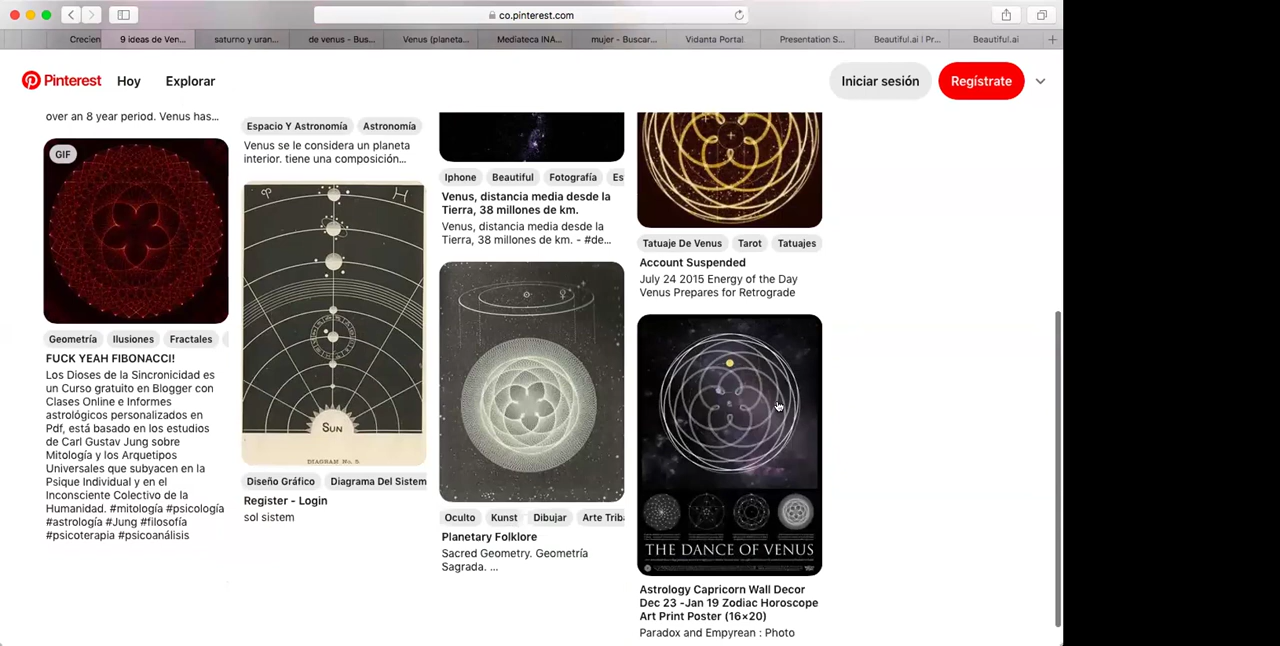 co.pinterest.com
Crecien
9 ideas de Ven...
saturno y uran...
de venus - Bus...
Venus (planeta...
Mediateca INA...
mujer - Buscar...
Vidanta Portal
Presentation S...
Beautiful.ai I Pr...
Beautiful.ai
Pinterest
Hoy
Explorar
Iniciar sesión
Regístrate
over an 8 year period. Venus has...
GIF
Geometría
Ilusiones
Fractales
FUCK YEAH FIBONACCI!
Los Dioses de la Sincronicidad es
un Curso gratuito en Blogger con
Clases Online e Informes
astrológicos personalizados en
Pdf, está basado en los estudios
de Carl Gustav Jung sobre
Mitología y los Arquetipos
Universales que subyacen en la
Psique Individual y en el
Inconsciente Colectivo de la
Humanidad. #mitología #psicología
#astrología #Jung #filosofía
#psicoterapia #psicoanálisis
Espacio Y Astronomía
Astronomía
Venus se le considera un planeta
interior. tiene una composición...
SUN
DIAGRAM No. 5.
Diseño Gráfico
Diagrama Del Sistem
Register - Login
sol sistem
Iphone
Beautiful
Fotografía
Es
Venus, distancia media desde la
Tierra, 38 millones de km.
Venus, distancia media desde la
Tierra, 38 millones de km. - #de...
Oculto
Kunst
Dibujar
Arte Triba
Planetary Folklore
Sacred Geometry. Geometría
Sagrada. ...
Tatuaje De Venus
Tarot
Tatuajes
Account Suspended
July 24 2015 Energy of the Day
Venus Prepares for Retrograde
THE DANCE OF VENUS
Astrology Capricorn Wall Decor
Dec 23 -Jan 19 Zodiac Horoscope
Art Print Poster (16x20)
Paradox and Empyrean : Photo